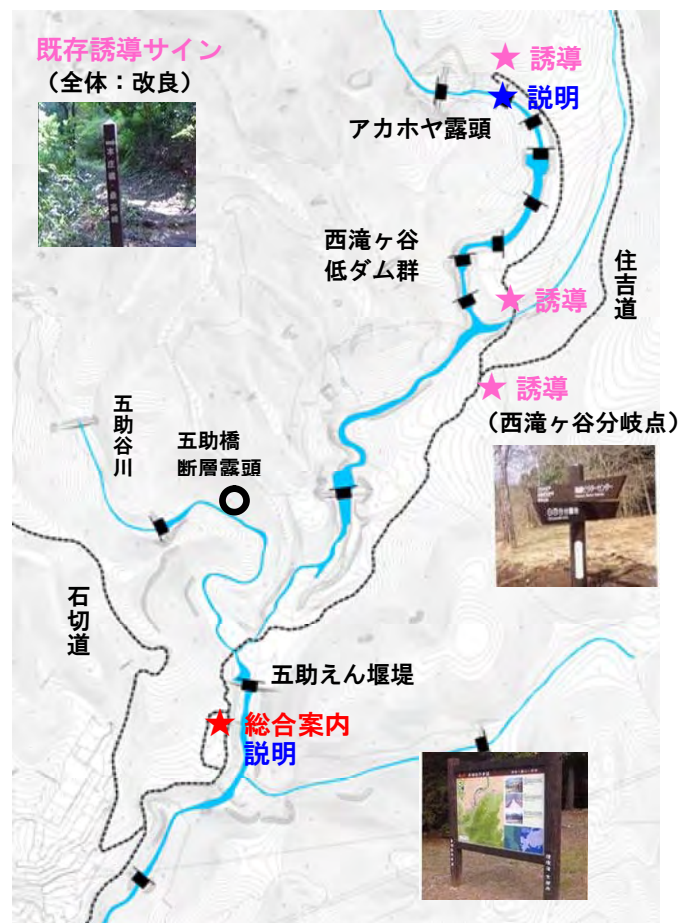 既存誘導サイン
（全体：改良）
★ 誘導
★ 説明
アカホヤ露頭
西滝ヶ谷
低ダム群
住吉道
★ 誘導
★ 誘導
（西滝ヶ谷分岐点）
五助谷川
五助橋
断層露頭
石切道
五助えん堰堤
★ 総合案内
説明